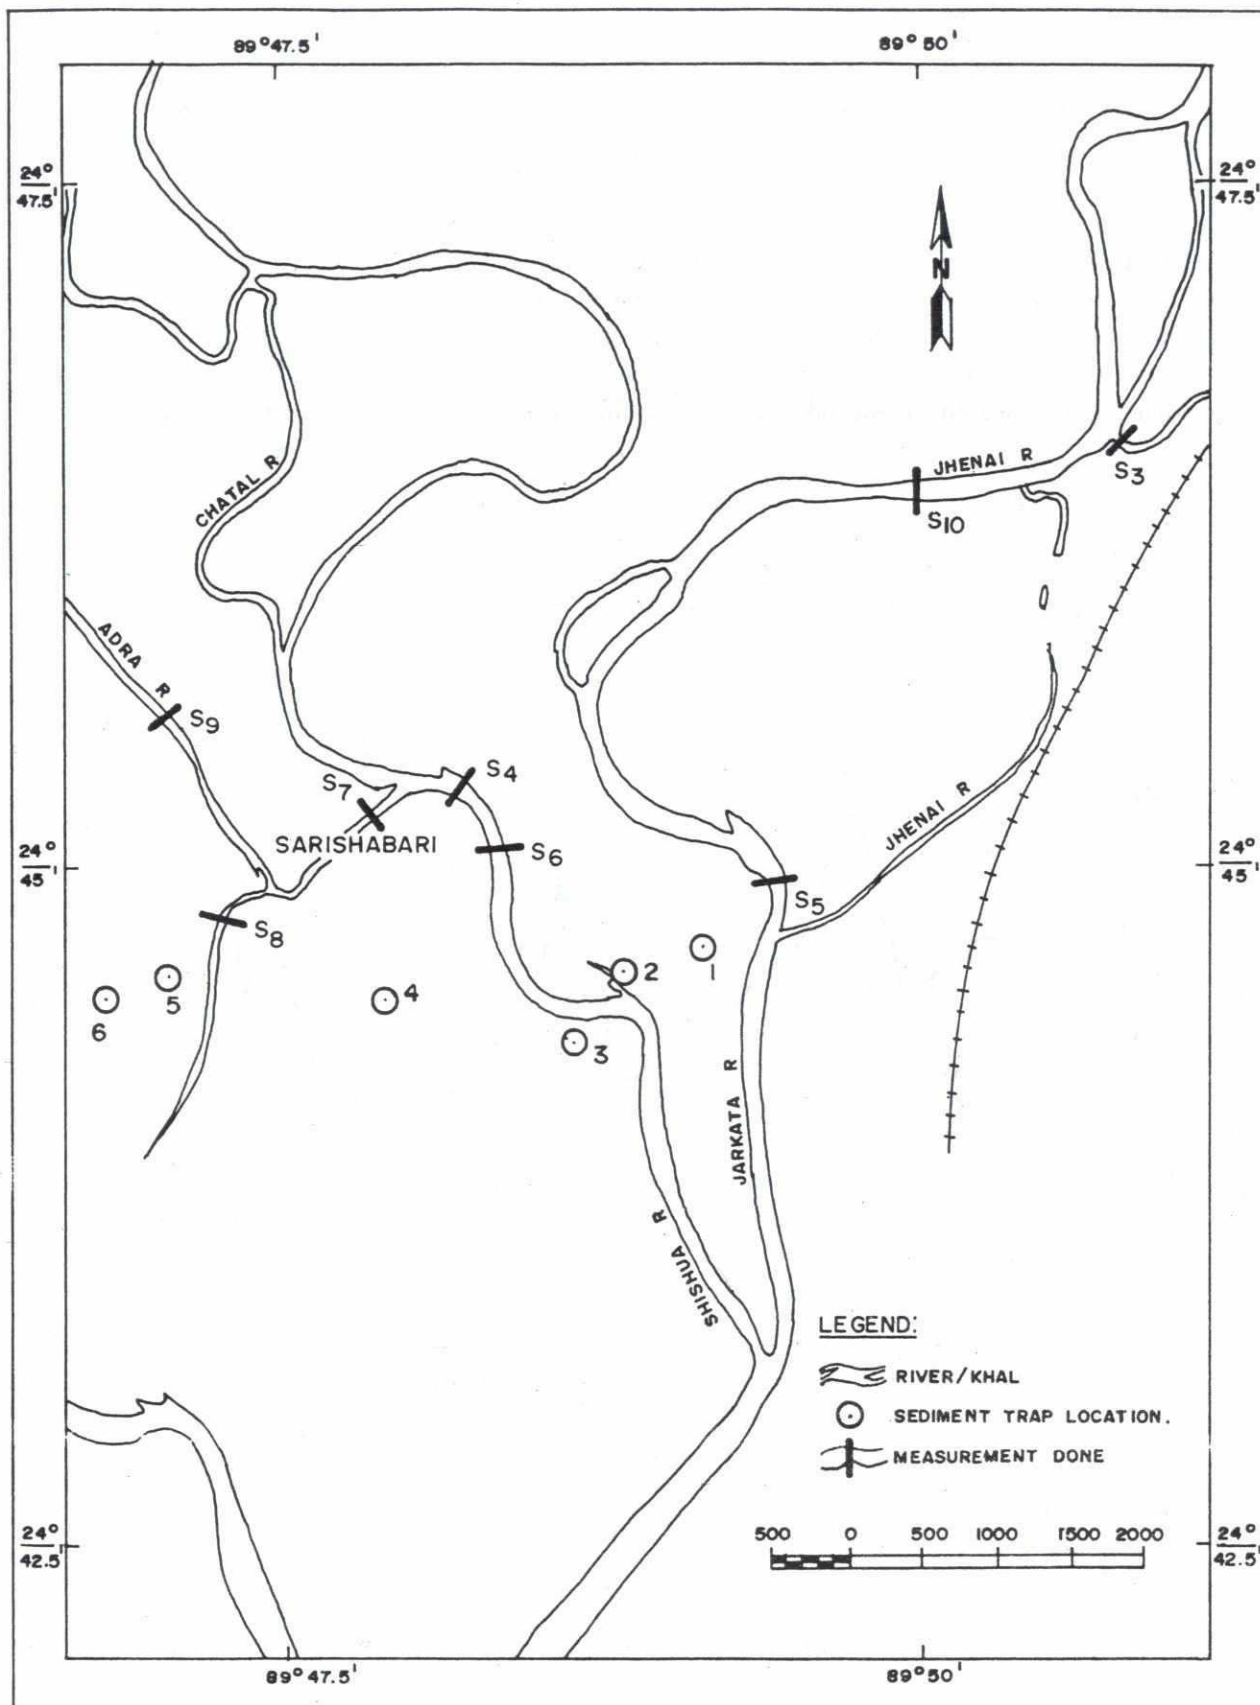 89° 47.5'
89° 50'
24°
47.5'
24°
47.5'
N
JHENAI R
S3
S10
CHATAL R
ADRA R
S9
S4
S7
SARISHABARI
S6
JHENAI R
24°
45'
24°
45'
S5
S8
1
2
5
4
6
3
JARKATA R
SHISHUA R
LEGEND:
RIVER/KHAL
SEDIMENT TRAP LOCATION.
MEASUREMENT DONE
500 0 500 1000 1500 2000
24°
42.5'
24°
42.5'
89° 47.5'
89° 50'